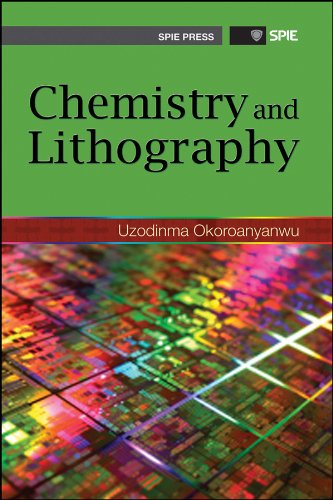 SPIE PRESS
SPIE
Chemistry and
Lithography
Uzodinma Okoroanyanwu